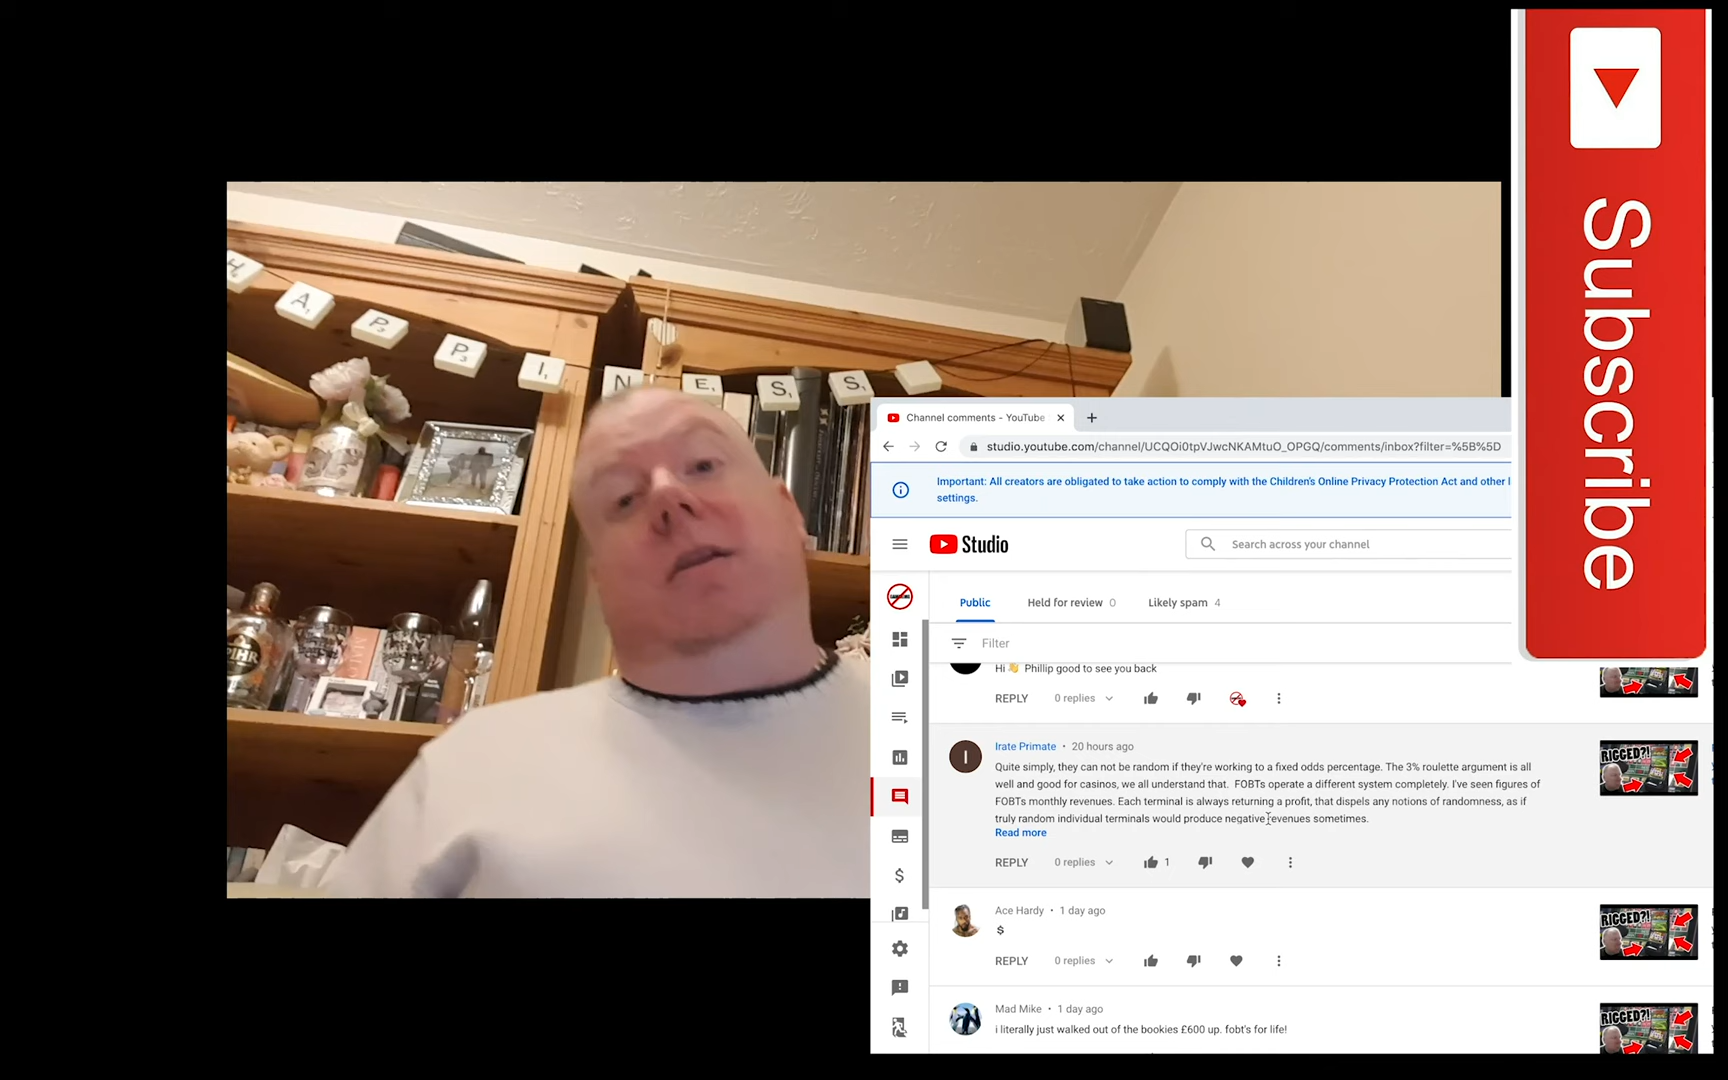 Subscribe
H
A
P
P
I
N
E
S
S
PIHR
Channel comments - YouTube
studio.youtube.com/channel/UCQOi0tpVJwcNKAMtuO_OPGQ/comments/inbox?filter=%5B%5D
Important: All creators are obligated to take action to comply with the Children's Online Privacy Protection Act and other
settings.
Studio
Search across your channel
Public
Held for review 0
Likely spam 4
Filter
Hi 👋 Phillip good to see you back
REPLY 0 replies
Irate Primate • 20 hours ago
Quite simply, they can not be random if they're working to a fixed odds percentage. The 3% roulette argument is all
well and good for casinos, we all understand that. FOBTs operate a different system completely. I've seen figures of
FOBTs monthly revenues. Each terminal is always returning a profit, that dispels any notions of randomness, as if
truly random individual terminals would produce negative revenues sometimes.
Read more
REPLY 0 replies 1
RIGGED?!
Ace Hardy • 1 day ago
$
REPLY 0 replies
RIGGED?!
Mad Mike • 1 day ago
i literally just walked out of the bookies £600 up. fobt's for life!
RIGGED?!